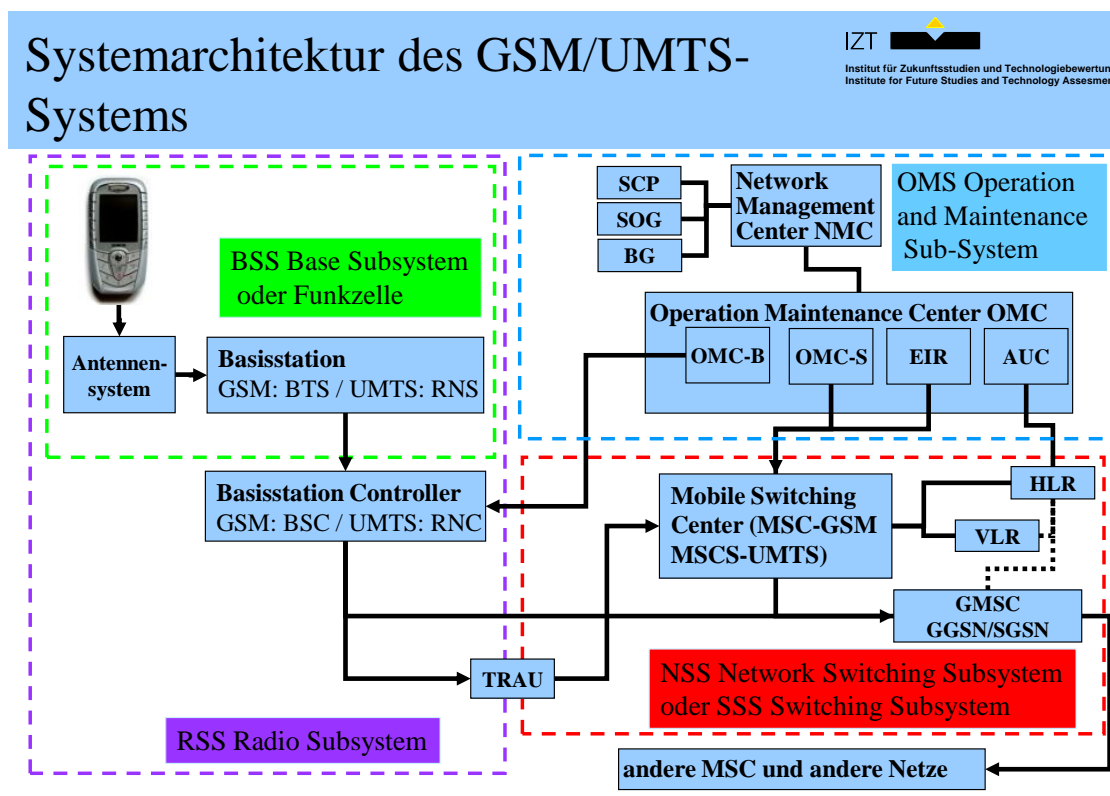 Systemarchitektur des GSM/UMTS-
Systems
IZT
Institut für Zukunftsstudien und Technologiebewertun
Institute for Future Studies and Technology Assesmen
SCP
SOG
BG
Network
Management
Center NMC
OMS Operation
and Maintenance
Sub-System
BSS Base Subsystem
oder Funkzelle
Operation Maintenance Center OMC
OMC-B
OMC-S
EIR
AUC
Antennen-
system
Basisstation
GSM: BTS / UMTS: RNS
Basisstation Controller
GSM: BSC / UMTS: RNC
Mobile Switching
Center (MSC-GSM
MSCS-UMTS)
HLR
VLR
GMSC
GGSN/SGSN
TRAU
NSS Network Switching Subsystem
oder SSS Switching Subsystem
RSS Radio Subsystem
andere MSC und andere Netze